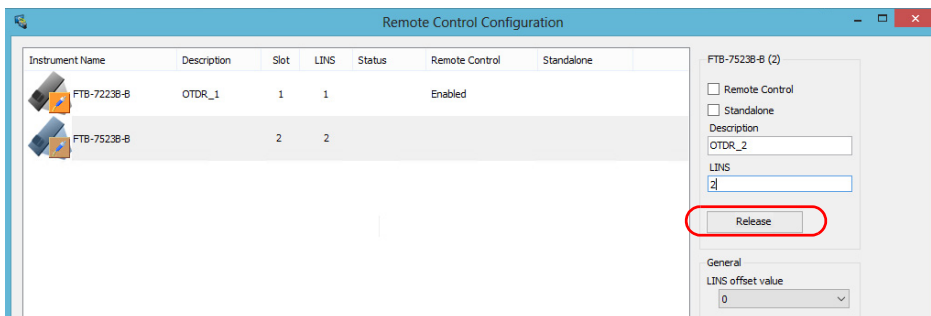 Remote Control Configuration
Instrument Name Description Slot LINS Status Remote Control Standalone
FTB-7223B-B OTDR_1 1 1 Enabled
FTB-7523B-B 2 2
FTB-7523B-B (2)
Remote Control
Standalone
Description
OTDR_2
LINS
2
Release
General
LINS offset value
0